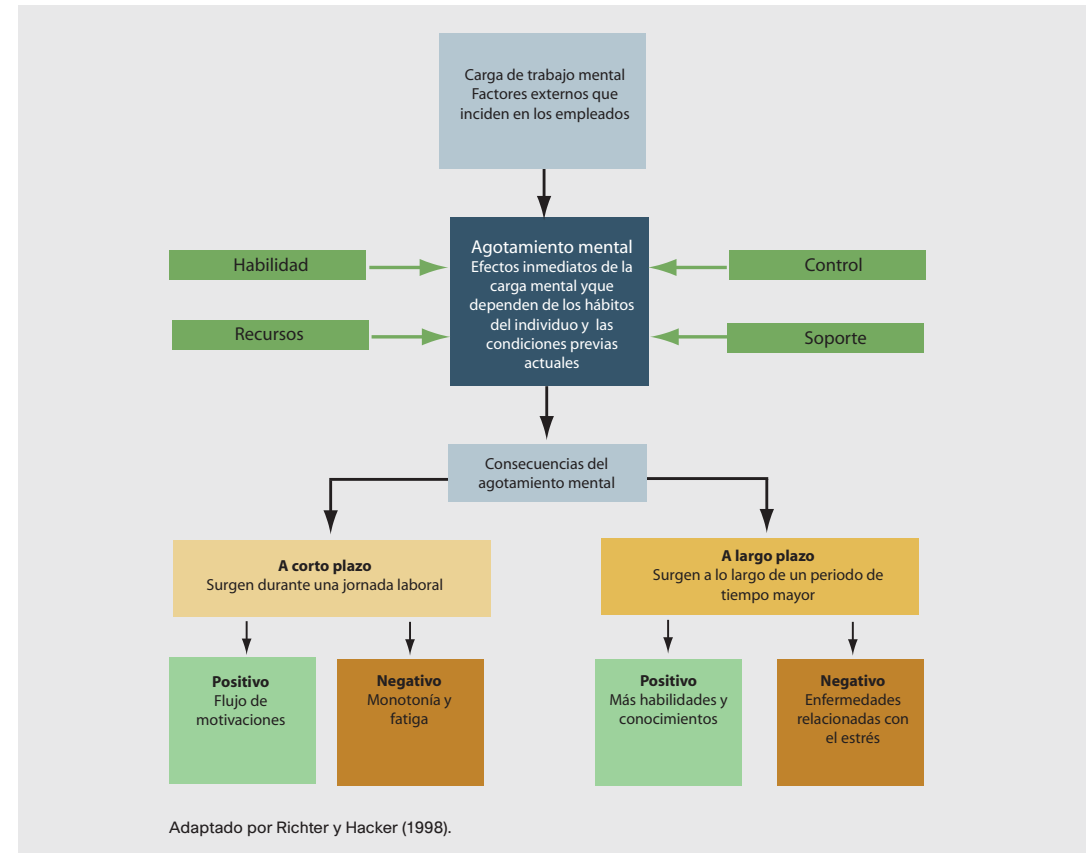 Carga de trabajo mental
Factores externos que
inciden en los empleados
Agotamiento mental
Efectos inmediatos de la
carga mental yque
dependen de los hábitos
del individuo y las
condiciones previas
actuales
Habilidad
Recursos
Control
Soporte
Consecuencias del
agotamiento mental
A corto plazo
Surgen durante una jornada laboral
A largo plazo
Surgen a lo largo de un periodo de
tiempo mayor
Positivo
Flujo de
motivaciones
Negativo
Monotonía y
fatiga
Positivo
Más habilidades y
conocimientos
Negativo
Enfermedades
relacionadas con
el estrés
Adaptado por Richter y Hacker (1998).